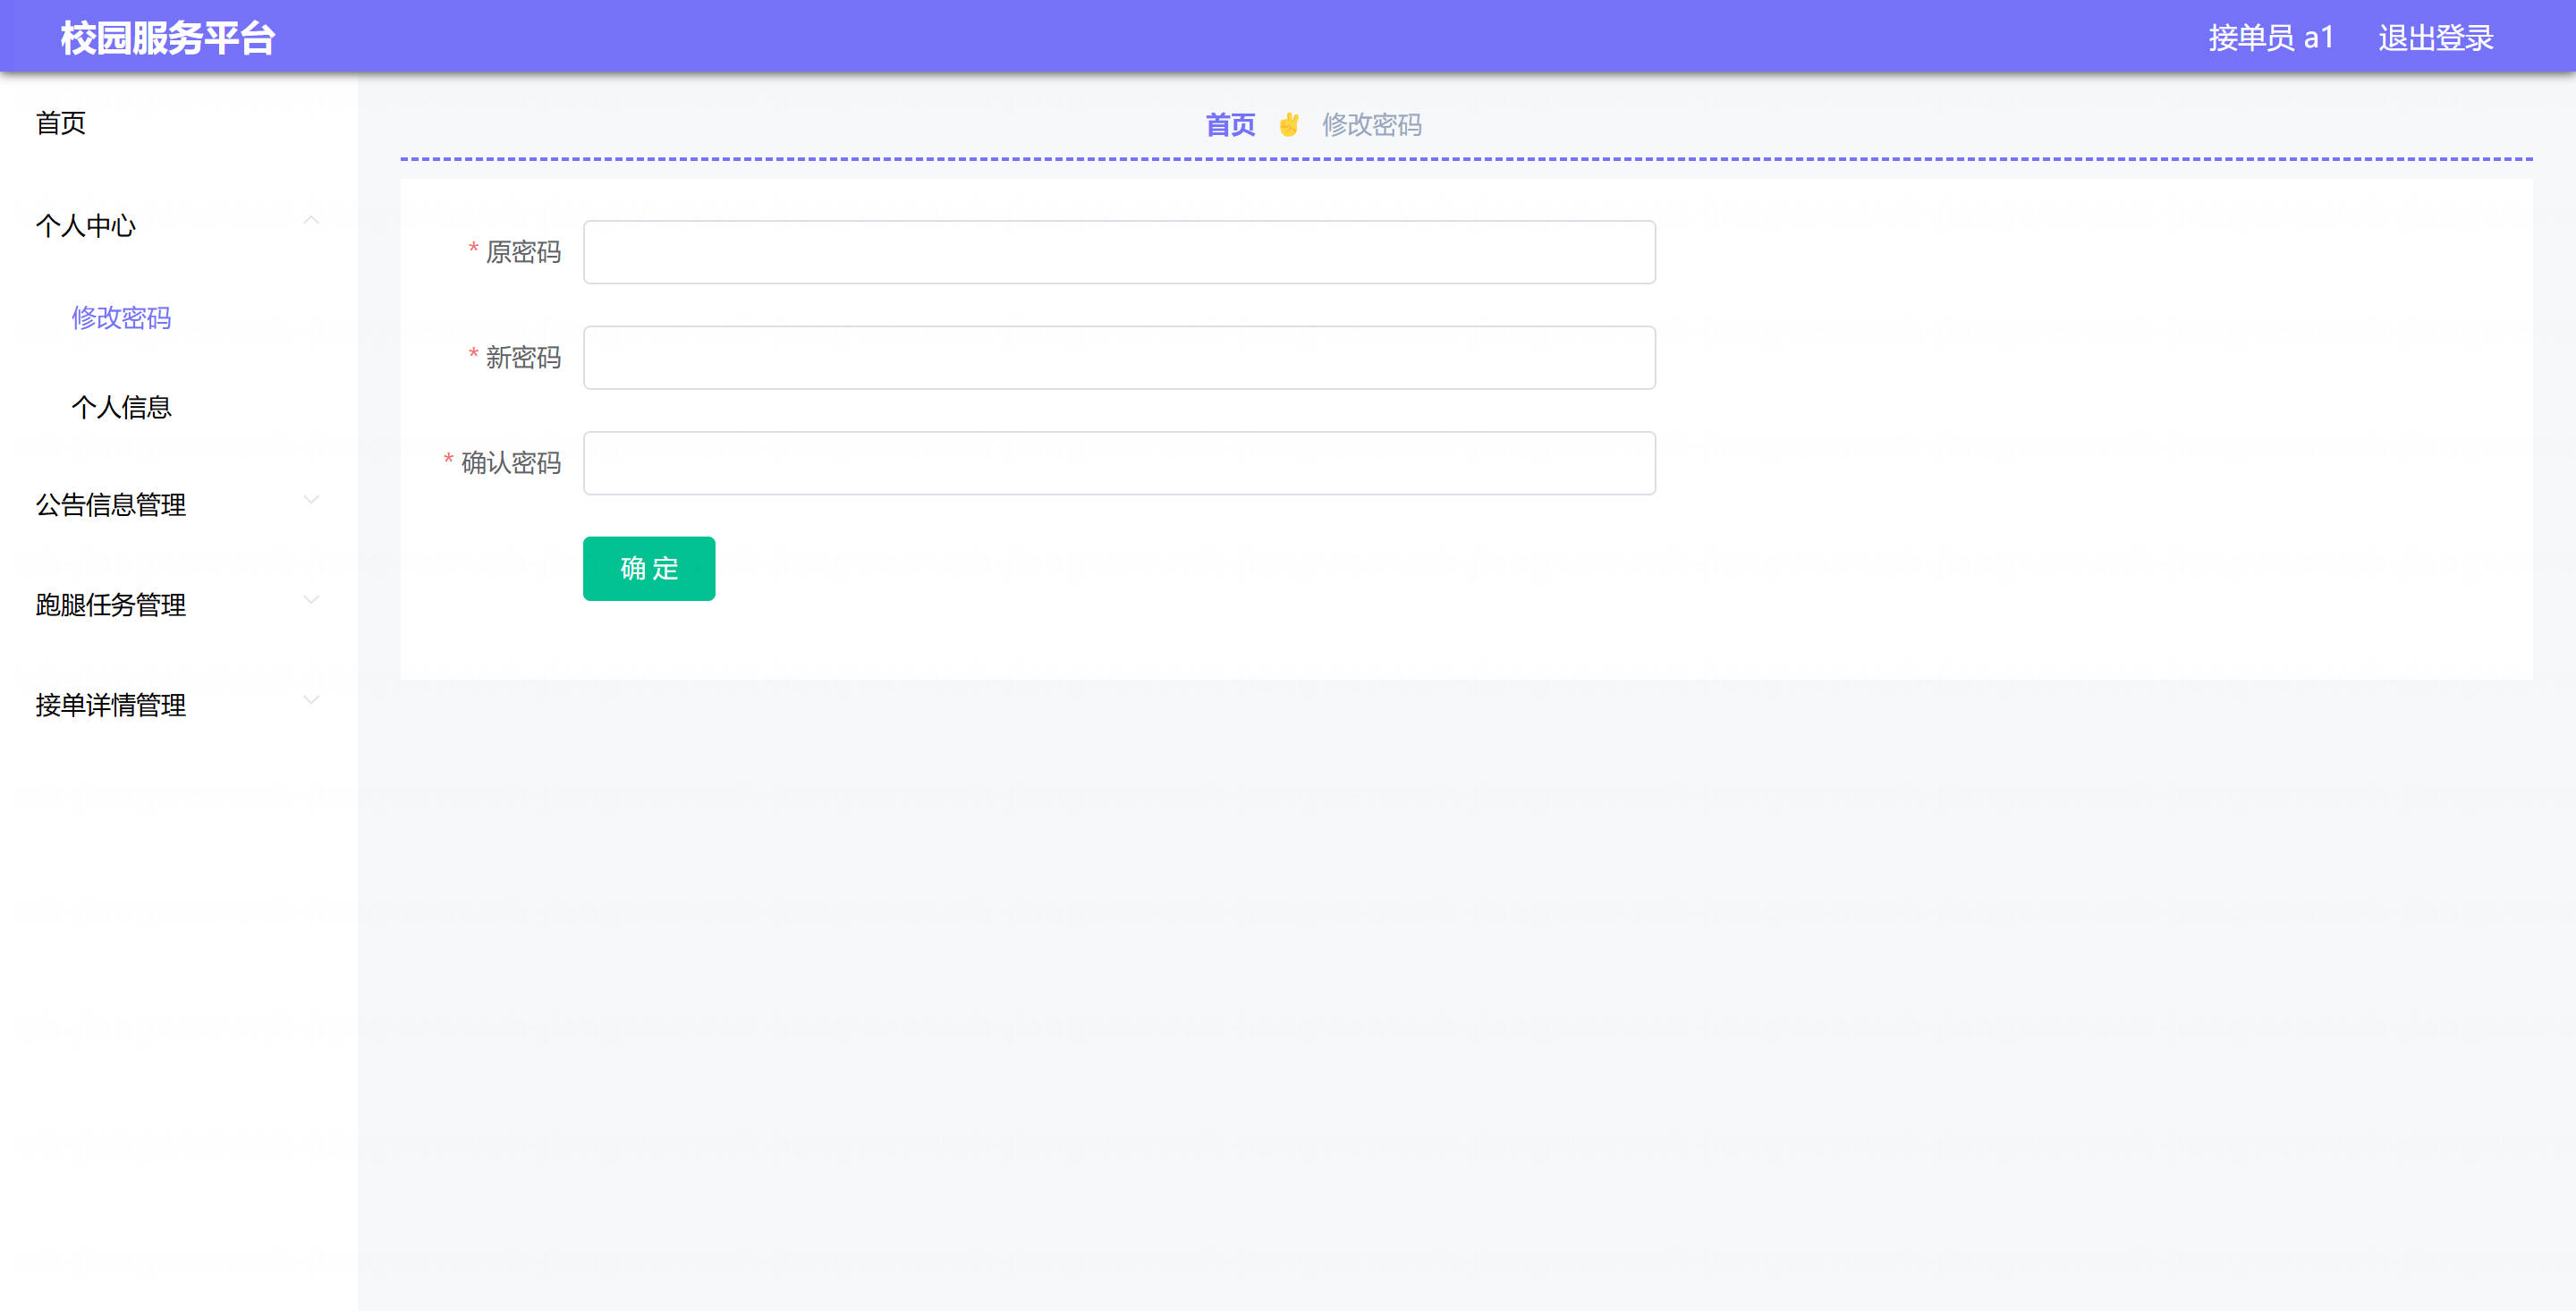 校园服务平台
接单员 a1
退出登录
首页
个人中心
修改密码
个人信息
公告信息管理
跑腿任务管理
接单详情管理
首页 ✌ 修改密码
* 原密码
* 新密码
* 确认密码
确 定